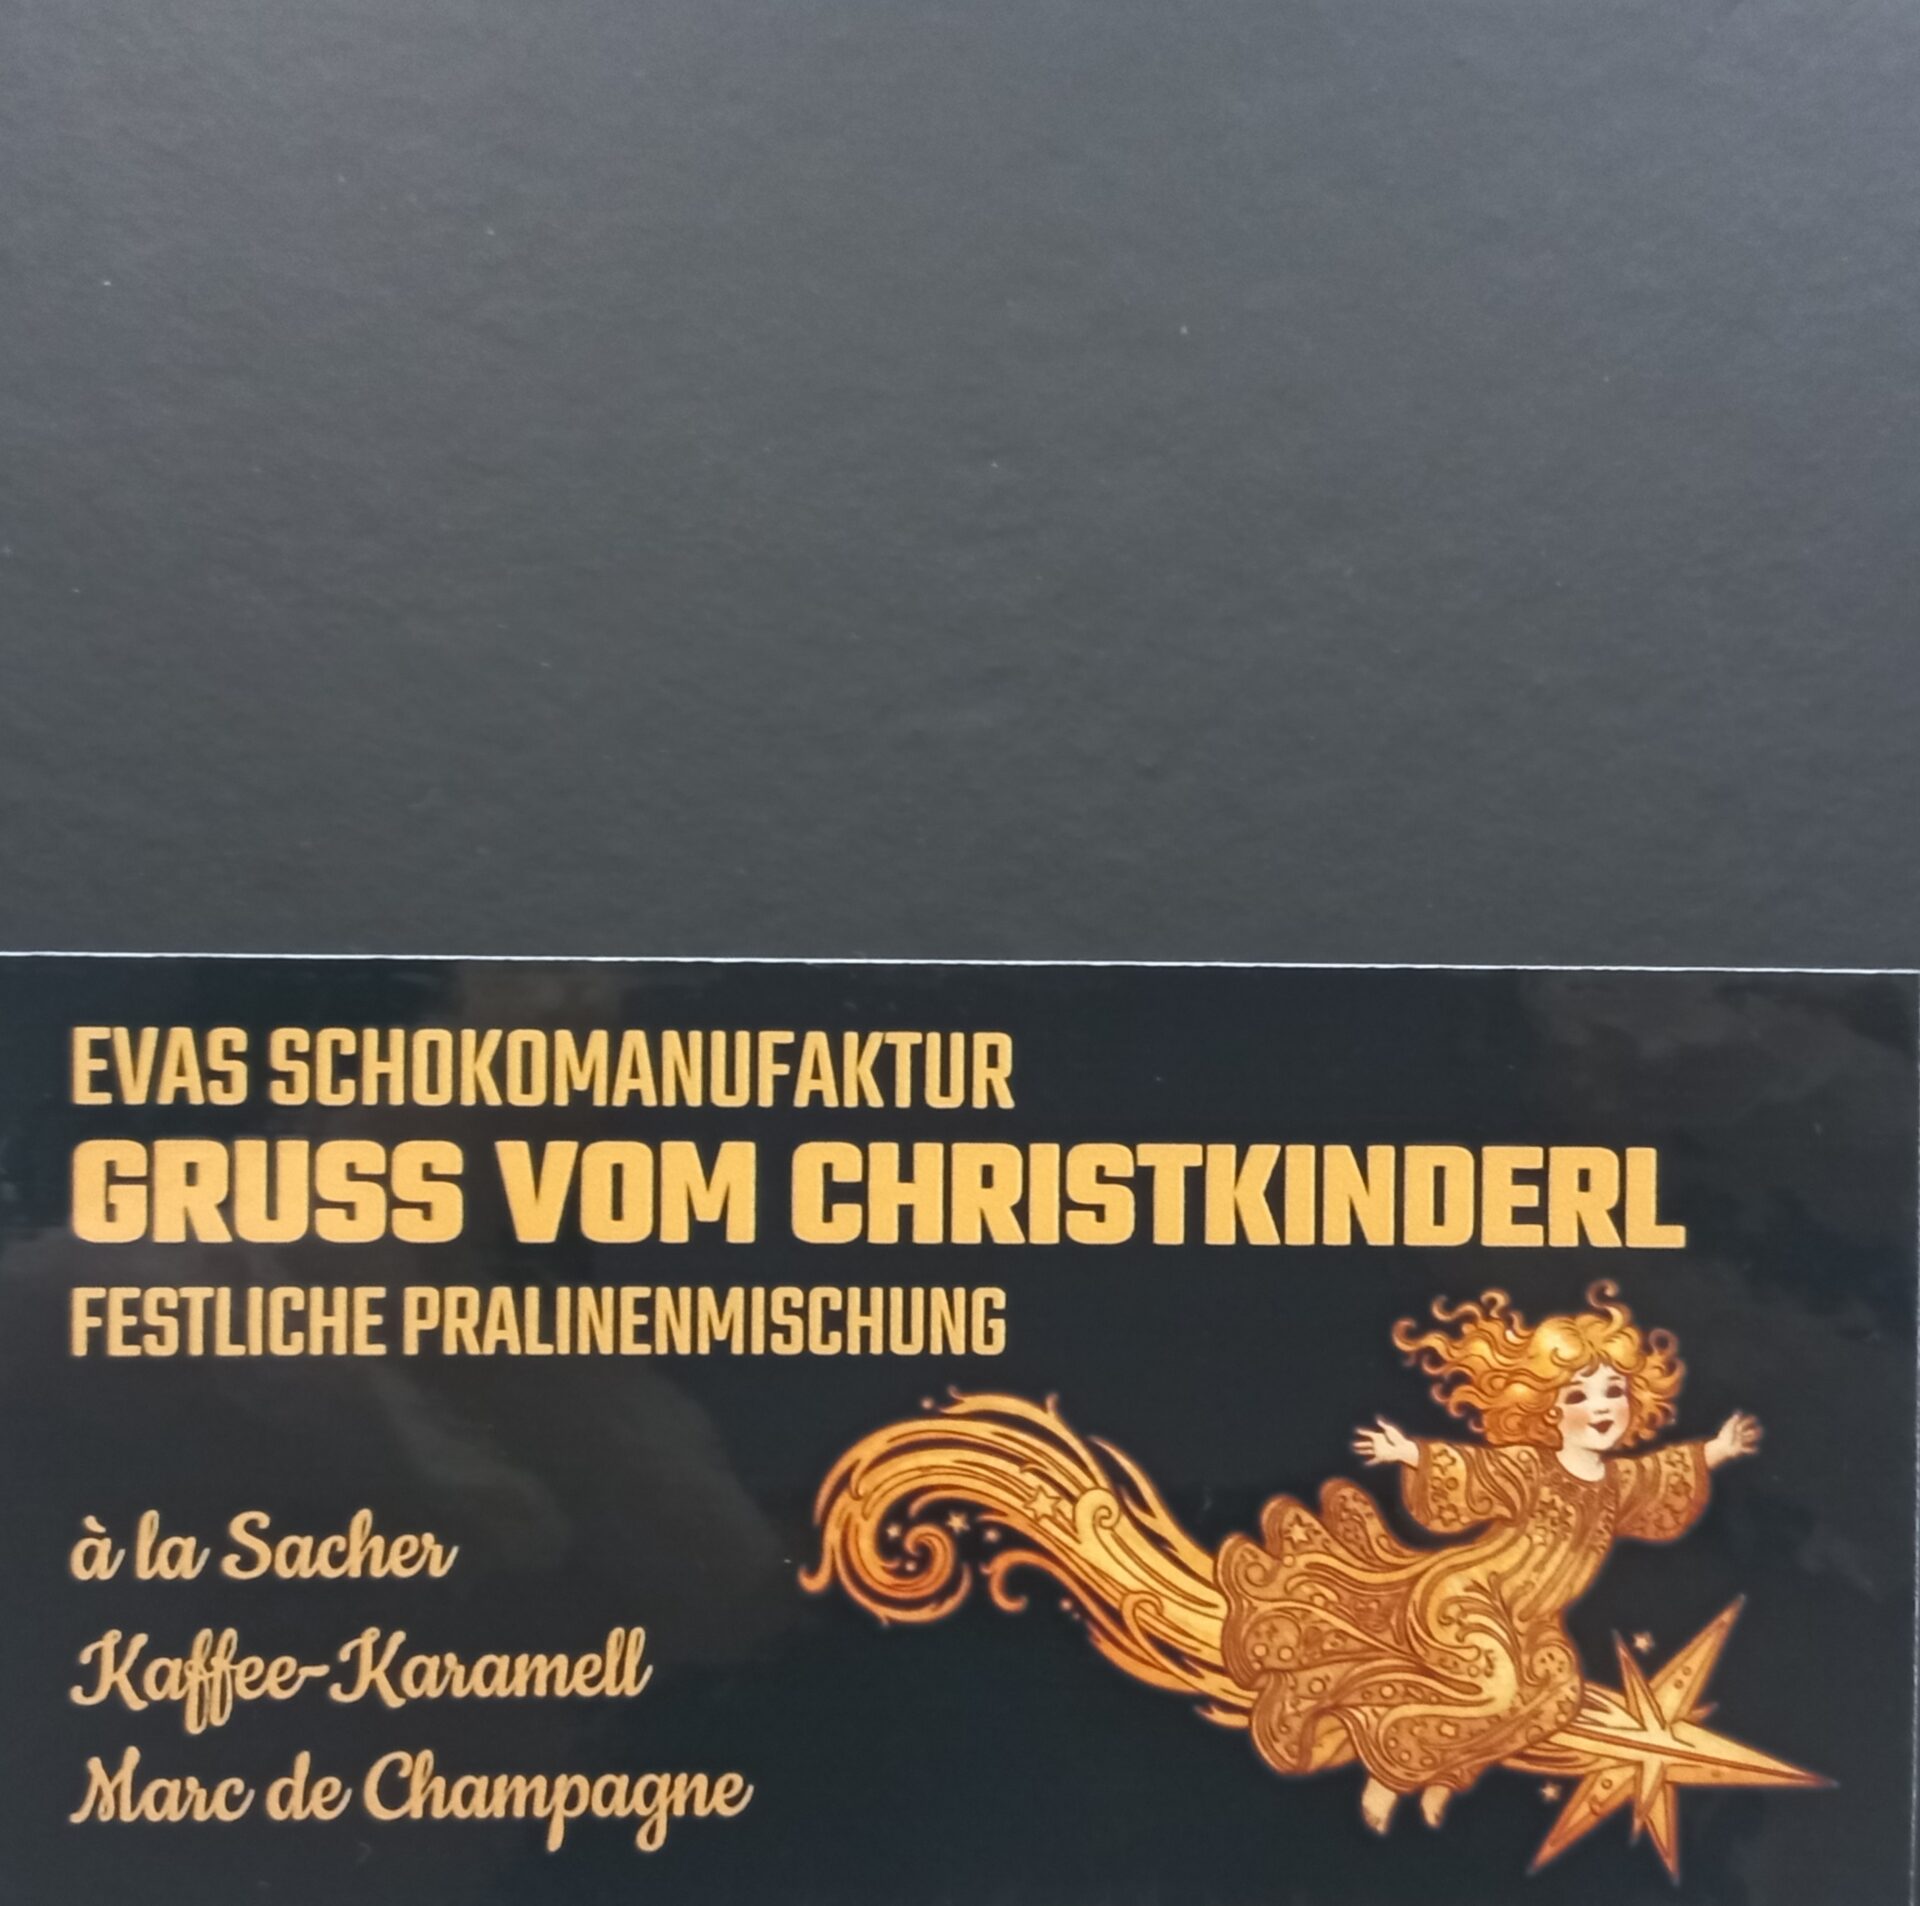 EVAS SCHOKOMANUFAKTUR
GRUSS VOM CHRISTKINDERL
FESTLICHE PRALINENMISCHUNG
à la Sacher
Kaffee-Karamell
Marc de Champagne